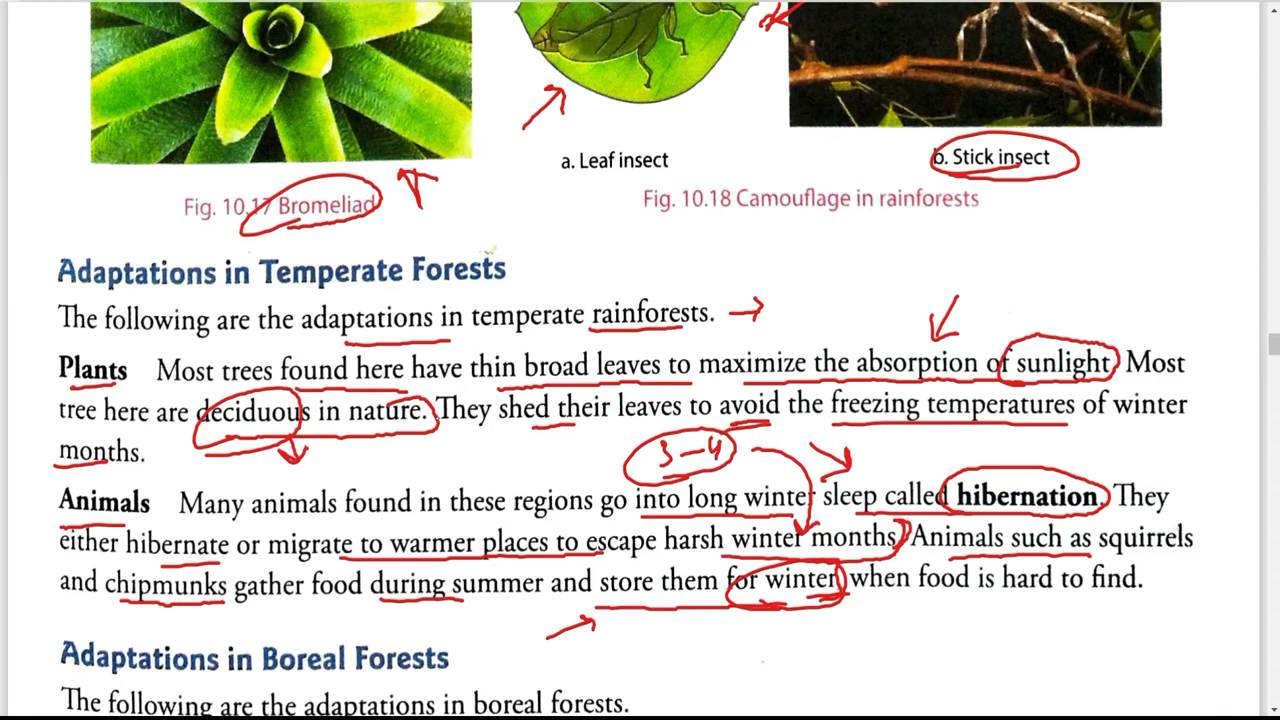 a. Leaf insect
b. Stick insect
Fig. 10.17 Bromeliad
Fig. 10.18 Camouflage in rainforests
Adaptations in Temperate Forests
The following are the adaptations in temperate rainforests.
Plants Most trees found here have thin broad leaves to maximize the absorption of sunlight. Most
tree here are deciduous in nature. They shed their leaves to avoid the freezing temperatures of winter
months.
3-4
Animals Many animals found in these regions go into long winter sleep called hibernation. They
either hibernate or migrate to warmer places to escape harsh winter months. Animals such as squirrels
and chipmunks gather food during summer and store them for winter when food is hard to find.
Adaptations in Boreal Forests
The following are the adaptations in boreal forests.